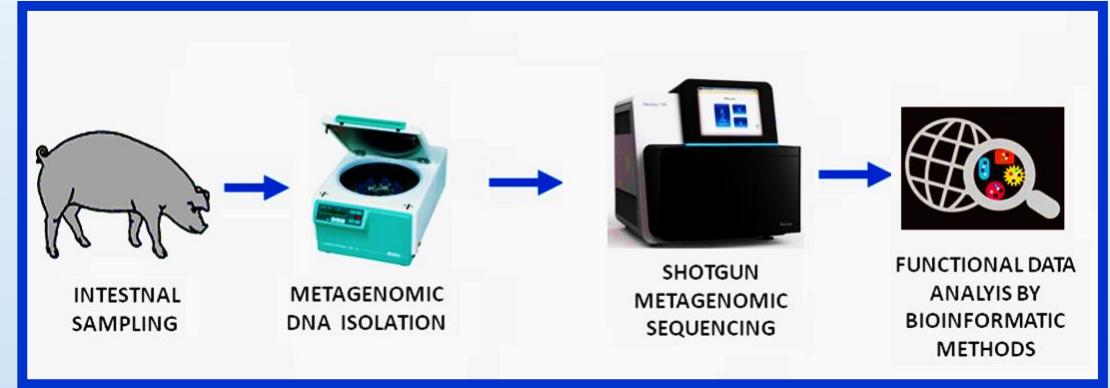 INTESTNAL
SAMPLING
METAGENOMIC
DNA ISOLATION
SHOTGUN
METAGENOMIC
SEQUENCING
FUNCTIONAL DATA
ANALYIS BY
BIOINFORMATIC
METHODS